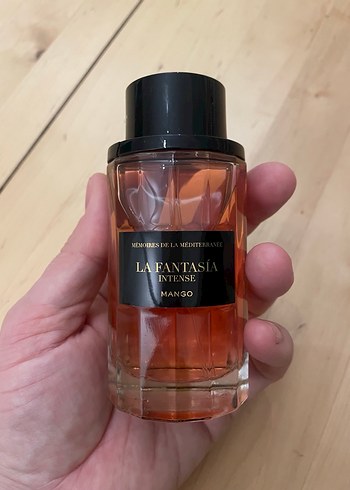 MÉMOIRES DE LA MÉDITERRANÉE
LA FANTASÍA
INTENSE
MANGO